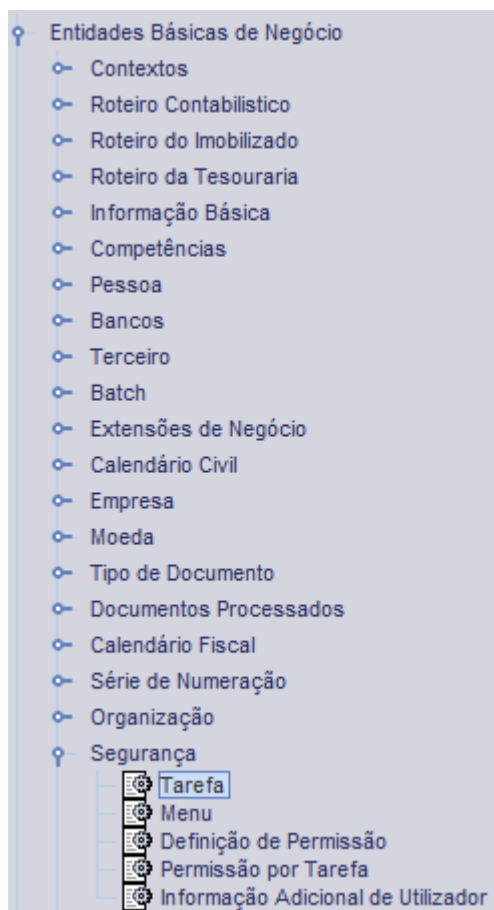 Entidades Básicas de Negócio
Contextos
Roteiro Contabilistico
Roteiro do Imobilizado
Roteiro da Tesouraria
Informação Básica
Competências
Pessoa
Bancos
Terceiro
Batch
Extensões de Negócio
Calendário Civil
Empresa
Moeda
Tipo de Documento
Documentos Processados
Calendário Fiscal
Série de Numeração
Organização
Segurança
Tarefa
Menu
Definição de Permissão
Permissão por Tarefa
Informação Adicional de Utilizador